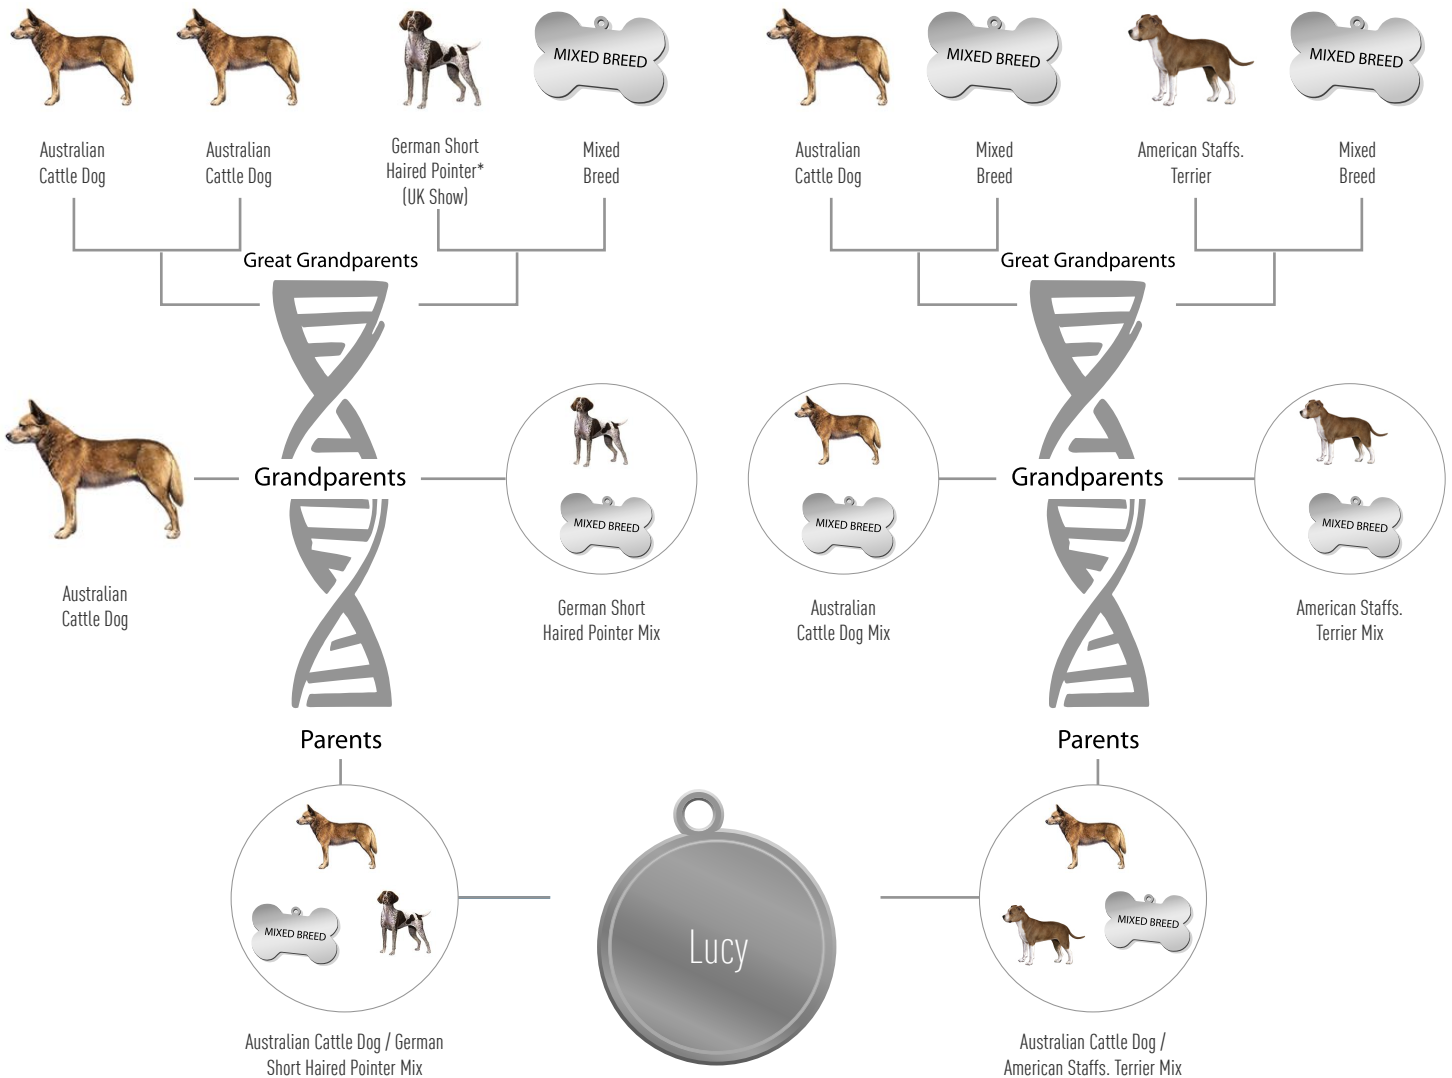 MIXED BREED
MIXED BREED
MIXED BREED
Australian
Cattle Dog
Australian
Cattle Dog
German Short
Haired Pointer*
(UK Show)
Mixed
Breed
Australian
Cattle Dog
Mixed
Breed
American Staffs.
Terrier
Mixed
Breed
Great Grandparents
Great Grandparents
Grandparents
MIXED BREED
MIXED BREED
Grandparents
MIXED BREED
Australian
Cattle Dog
German Short
Haired Pointer Mix
Australian
Cattle Dog Mix
American Staffs.
Terrier Mix
Parents
Parents
MIXED BREED
Lucy
MIXED BREED
Australian Cattle Dog / German
Short Haired Pointer Mix
Australian Cattle Dog /
American Staffs. Terrier Mix